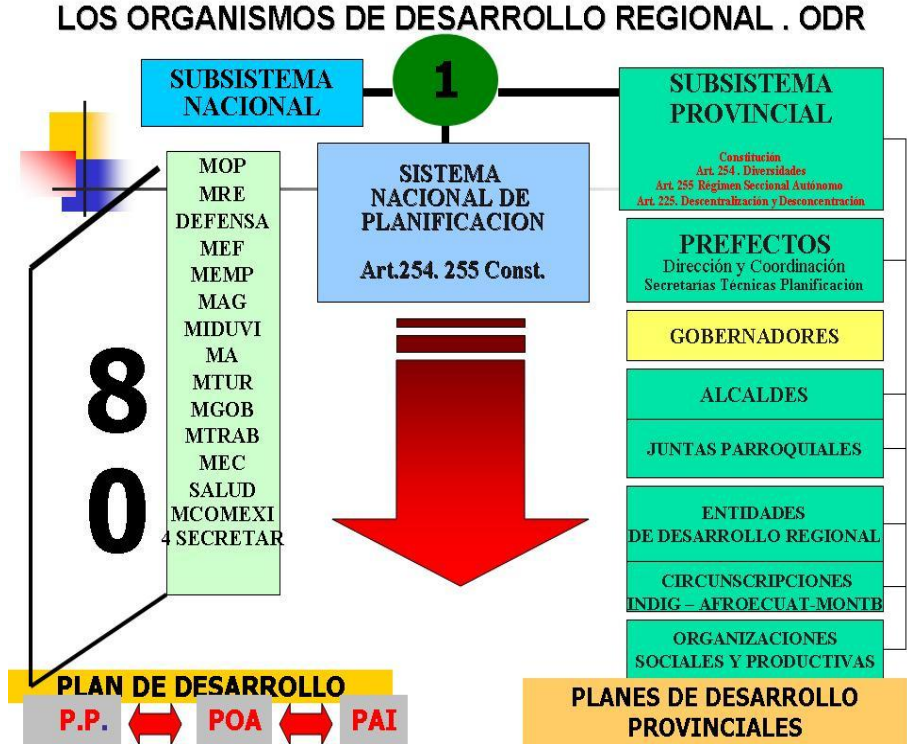 LOS ORGANISMOS DE DESARROLLO REGIONAL . ODR
SUBSISTEMA
NACIONAL
1
SUBSISTEMA
PROVINCIAL
Constitución
Art. 254 . Diversidades
Art. 255 Régimen Seccional Autónomo
Art. 225. Descentralización y Desconcentración
SISTEMA
NACIONAL DE
PLANIFICACION
Art.254. 255 Const.
MOP
MRE
DEFENSA
MEF
MEMP
MAG
MIDUVI
MA
MTUR
MGOB
MTRAB
MEC
SALUD
MCOMEXI
4 SECRETAR
8
0
PREFECTOS
Dirección y Coordinación
Secretarías Técnicas Planificación
GOBERNADORES
ALCALDES
JUNTAS PARROQUIALES
ENTIDADES
DE DESARROLLO REGIONAL
CIRCUNSCRIPCIONES
INDIG – AFROECUAT-MONTB
ORGANIZACIONES
SOCIALES Y PRODUCTIVAS
PLAN DE DESARROLLO
P.P. POA PAI
PLANES DE DESARROLLO
PROVINCIALES